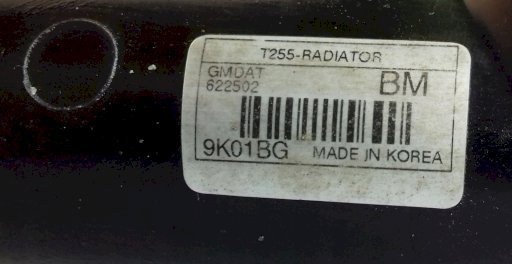 T255-RADIATOR
GMDAT BM
622502
9K01BG MADE IN KOREA